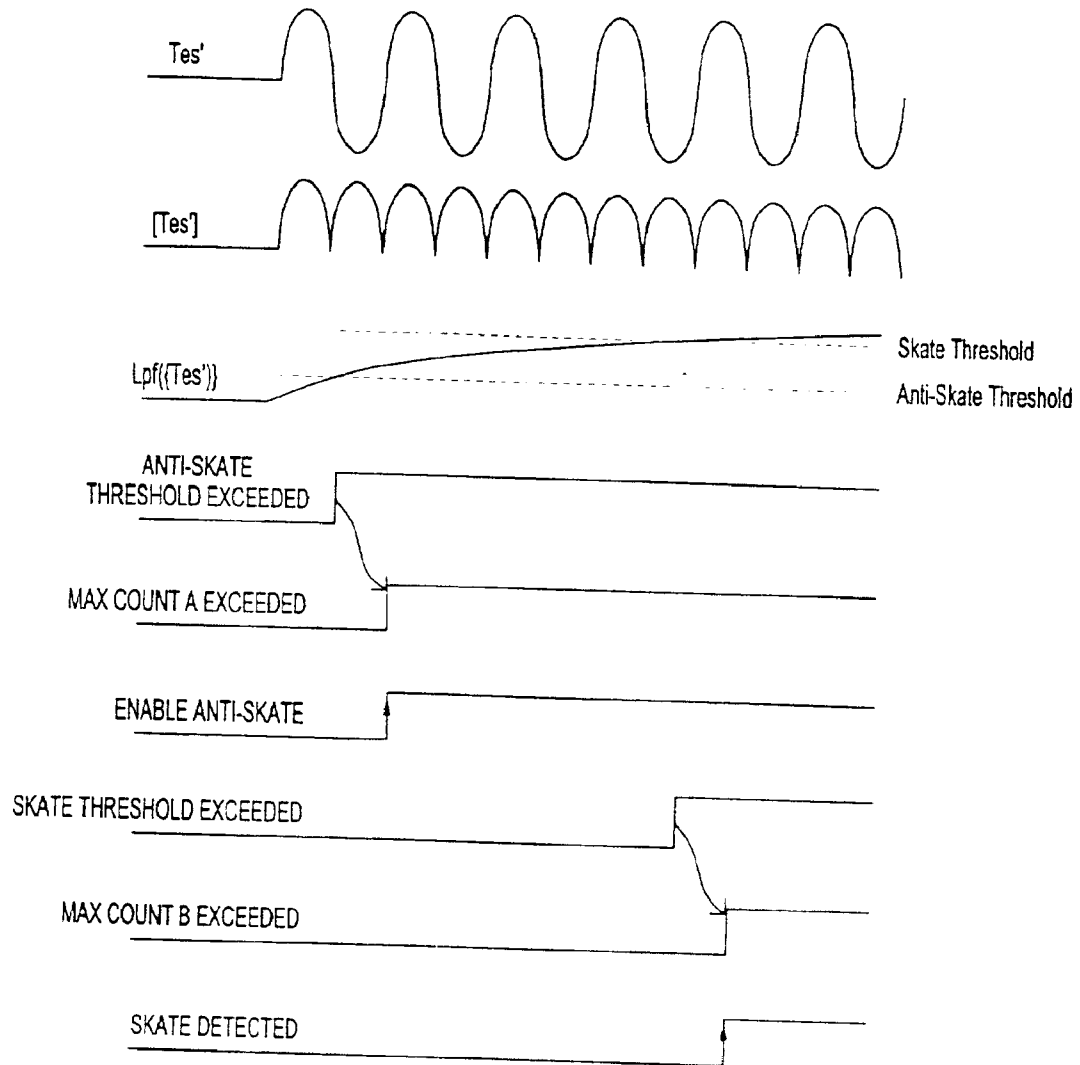 Tes'
[Tes']
Skate Threshold
Lpf({Tes')}
Anti-Skate Threshold
ANTI-SKATE
THRESHOLD EXCEEDED
MAX COUNT A EXCEEDED
ENABLE ANTI-SKATE
SKATE THRESHOLD EXCEEDED
MAX COUNT B EXCEEDED
SKATE DETECTED